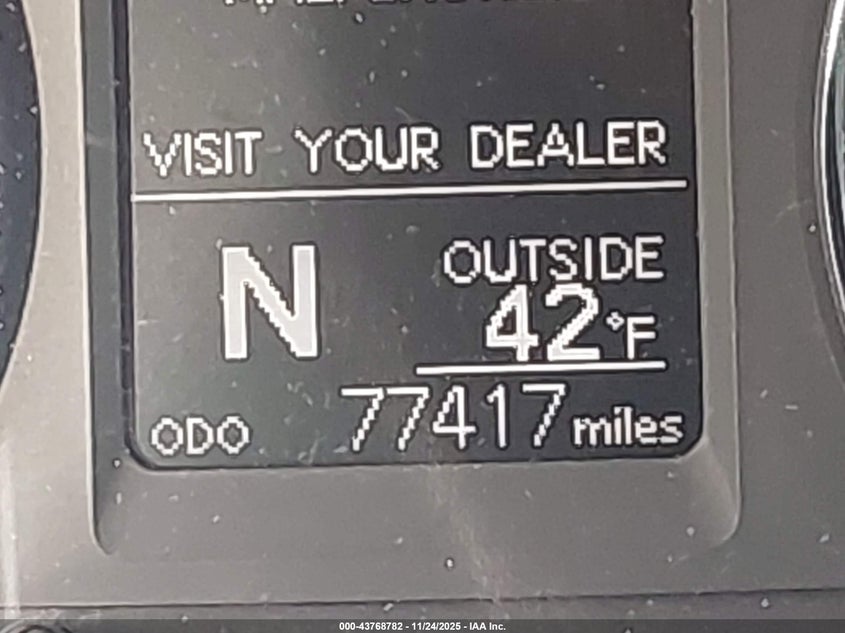 VISIT YOUR DEALER
N
OUTSIDE
42°F
ODO 77417 miles
000-43768782 - 11/24/2025 - IAA Inc.